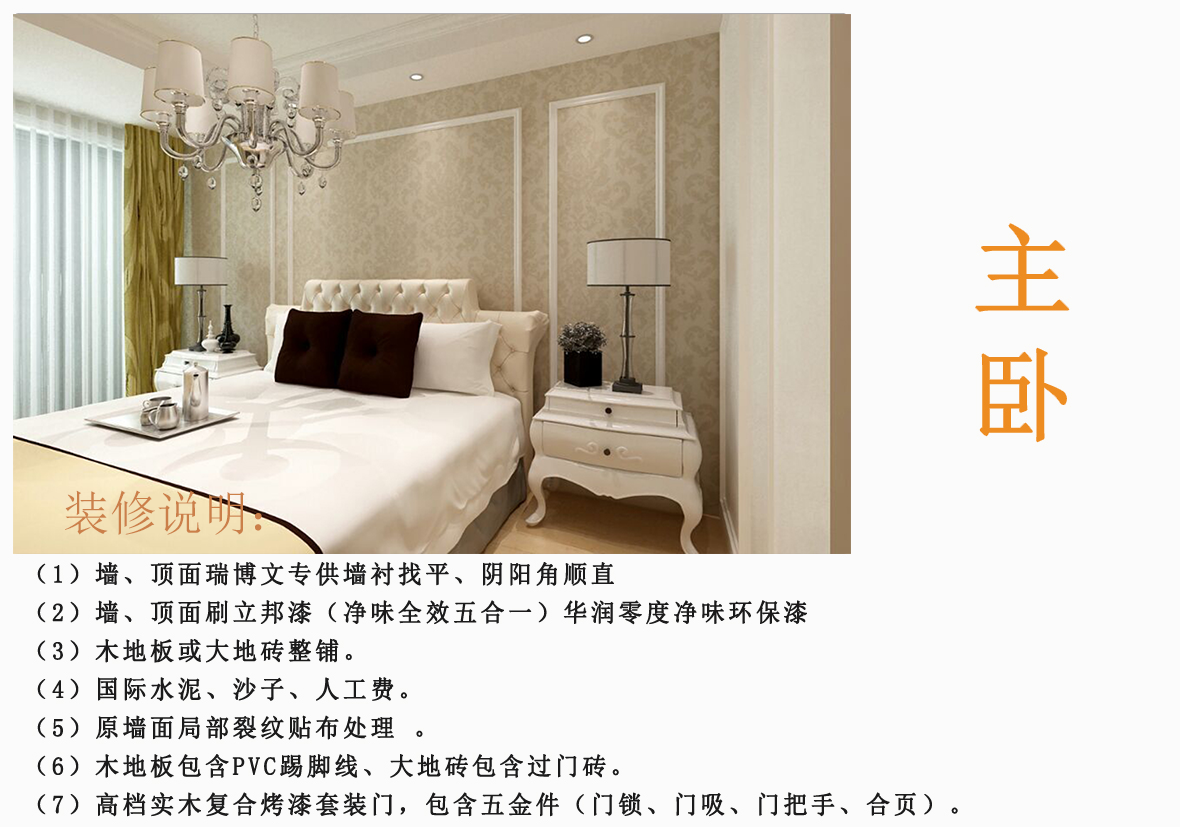 主卧
装修说明:
（1）墙、顶面瑞博文专供墙衬找平、阴阳角顺直
（2）墙、顶面刷立邦漆（净味全效五合一）华润零度净味环保漆
（3）木地板或大地砖整铺。
（4）国际水泥、沙子、人工费。
（5）原墙面局部裂纹贴布处理 。
（6）木地板包含PVC踢脚线、大地砖包含过门砖。
（7）高档实木复合烤漆套装门，包含五金件（门锁、门吸、门把手、合页）。